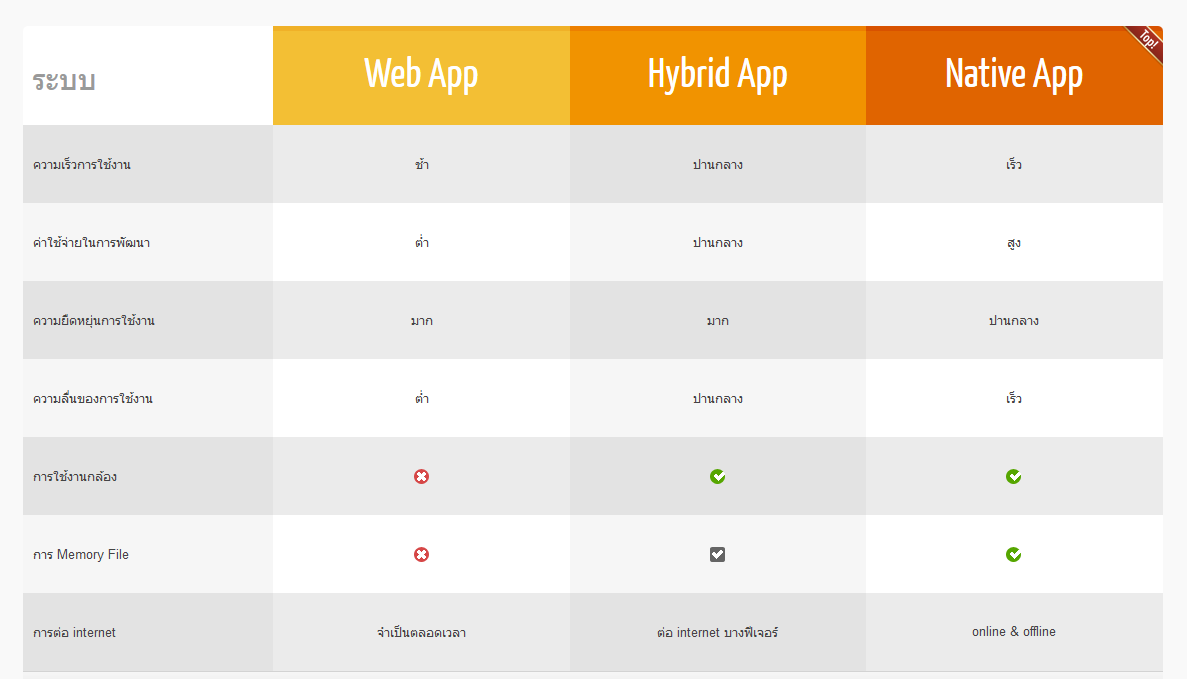 ระบบ Web App Hybrid App Native App Top!
ความเร็วการใช้งาน ช้า ปานกลาง เร็ว
ค่าใช้จ่ายในการพัฒนา ต่ำ ปานกลาง สูง
ความยืดหยุ่นการใช้งาน มาก มาก ปานกลาง
ความลื่นของการใช้งาน ต่ำ ปานกลาง เร็ว
การใช้งานกล้อง
การ Memory File
การต่อ internet จำเป็นตลอดเวลา ต่อ internet บางฟีเจอร์ online & offline